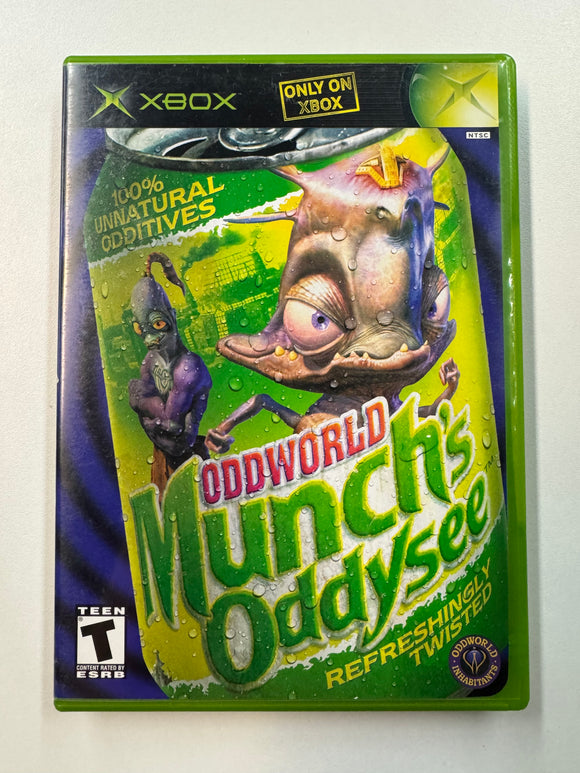 XBOX
ONLY ON
XBOX
NTSC
100%
UNNATURAL
ODDITIVES
ODDWORLD
Munch's
Oddysee
TM
REFRESHINGLY
TWISTED
TEEN
T
CONTENT RATED BY
ESRB
ODDWORLD
INHABITANTS